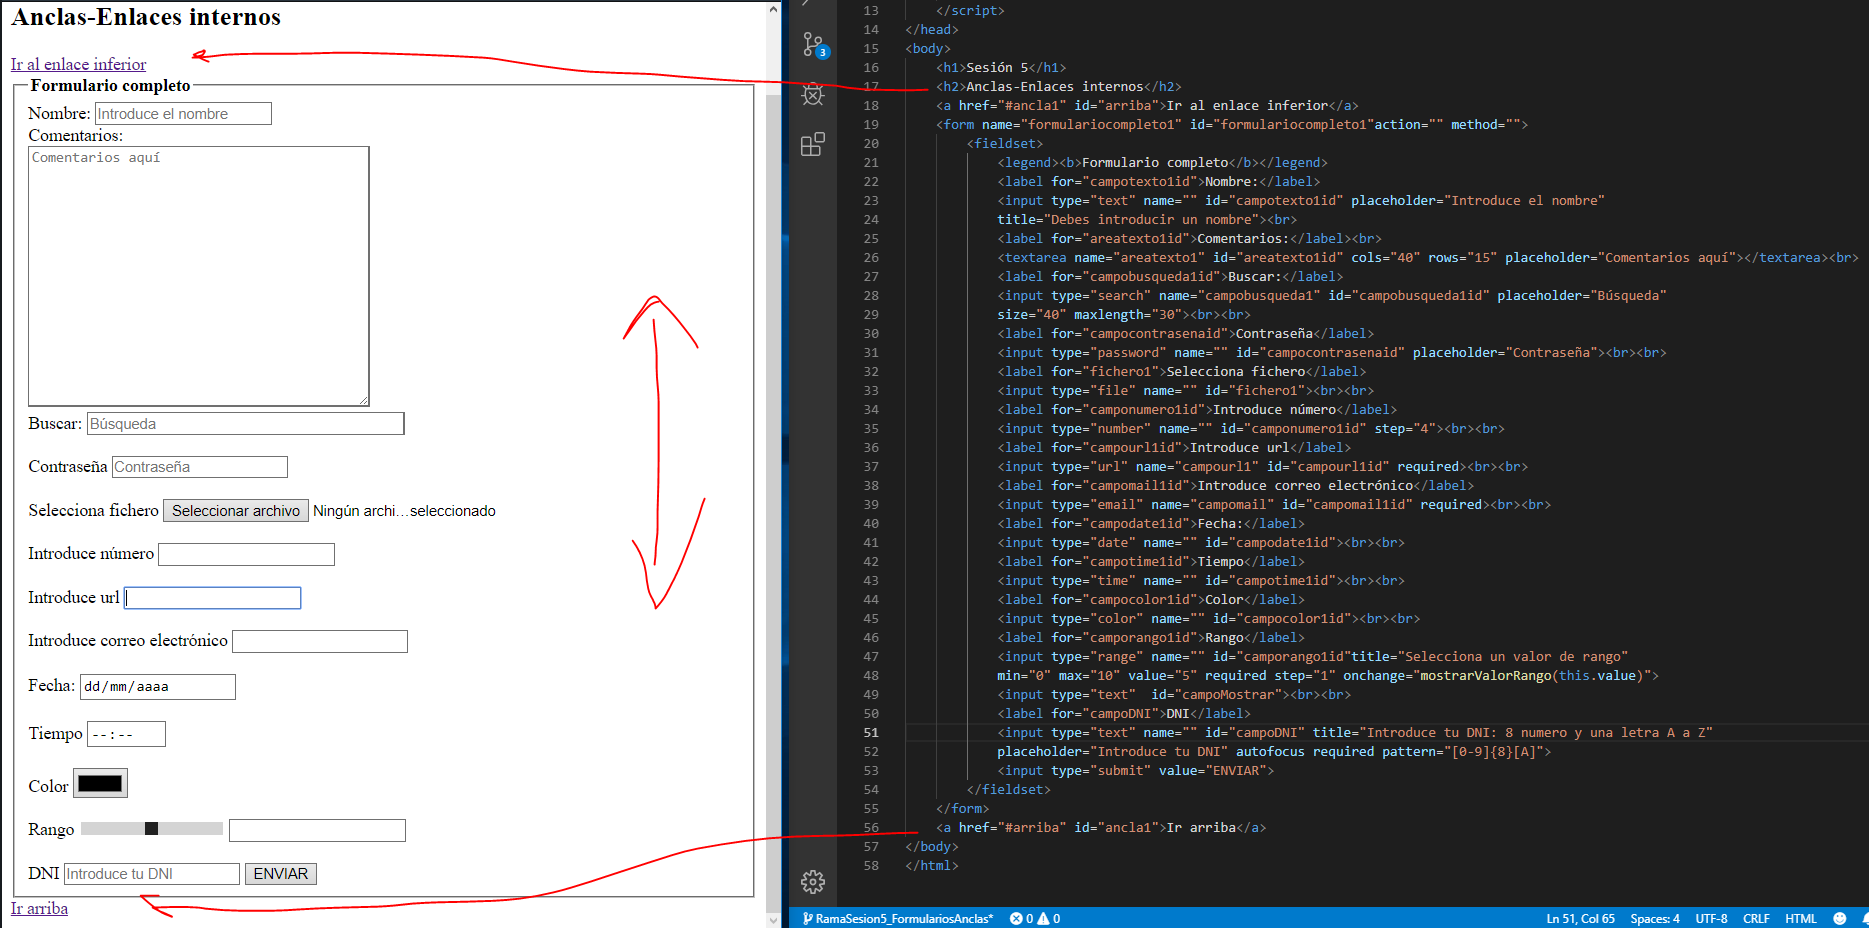 Anclas-Enlaces internos
Ir al enlace inferior
Formulario completo
Nombre: Introduce el nombre
Comentarios:
Comentarios aquí
Buscar: Búsqueda
Contraseña Contraseña
Selecciona fichero Seleccionar archivo Ningún archi...seleccionado
Introduce número
Introduce url
Introduce correo electrónico
Fecha: dd/mm/aaaa
Tiempo --:--
Color
Rango
DNI Introduce tu DNI ENVIAR
Ir arriba
3
13 </script>
14 </head>
15 <body>
16 <h1>Sesión 5</h1>
17 <h2>Anclas-Enlaces internos</h2>
18 <a href="#ancla1" id="arriba">Ir al enlace inferior</a>
19 <form name="formulariocompleto1" id="formulariocompleto1"action="" method="">
20 <fieldset>
21 <legend><b>Formulario completo</b></legend>
22 <label for="campotexto1id">Nombre:</label>
23 <input type="text" name="" id="campotexto1id" placeholder="Introduce el nombre"
24 title="Debes introducir un nombre"><br>
25 <label for="areatexto1id">Comentarios:</label><br>
26 <textarea name="areatexto1" id="areatexto1id" cols="40" rows="15" placeholder="Comentarios aquí"></textarea><br>
27 <label for="campobusqueda1id">Buscar:</label>
28 <input type="search" name="campobusqueda1" id="campobusqueda1id" placeholder="Búsqueda"
29 size="40" maxlength="30"><br><br>
30 <label for="campocontrasenaid">Contraseña</label>
31 <input type="password" name="" id="campocontrasenaid" placeholder="Contraseña"><br><br>
32 <label for="fichero1">Selecciona fichero</label>
33 <input type="file" name="" id="fichero1"><br><br>
34 <label for="camponumero1id">Introduce número</label>
35 <input type="number" name="" id="camponumero1id" step="4"><br><br>
36 <label for="campourl1id">Introduce url</label>
37 <input type="url" name="campourl1" id="campourl1id" required><br><br>
38 <label for="campomail1id">Introduce correo electrónico</label>
39 <input type="email" name="campomail" id="campomail1id" required><br><br>
40 <label for="campodate1id">Fecha:</label>
41 <input type="date" name="" id="campodate1id"><br><br>
42 <label for="campotime1id">Tiempo</label>
43 <input type="time" name="" id="campotime1id"><br><br>
44 <label for="campocolor1id">Color</label>
45 <input type="color" name="" id="campocolor1id"><br><br>
46 <label for="camporango1id">Rango</label>
47 <input type="range" name="" id="camporango1id"title="Selecciona un valor de rango"
48 min="0" max="10" value="5" required step="1" onchange="mostrarValorRango(this.value)">
49 <input type="text"  id="campoMostrar"><br><br>
50 <label for="campoDNI">DNI</label>
51 <input type="text" name="" id="campoDNI" title="Introduce tu DNI: 8 numero y una letra A a Z"
52 placeholder="Introduce tu DNI" autofocus required pattern="[0-9]{8}[A]">
53 <input type="submit" value="ENVIAR">
54 </fieldset>
55 </form>
56 <a href="#arriba" id="ancla1">Ir arriba</a>
57 </body>
58 </html>
RamaSesion5_FormulariosAnclas* 0 0 Ln 51, Col 65 Spaces: 4 UTF-8 CRLF HTML